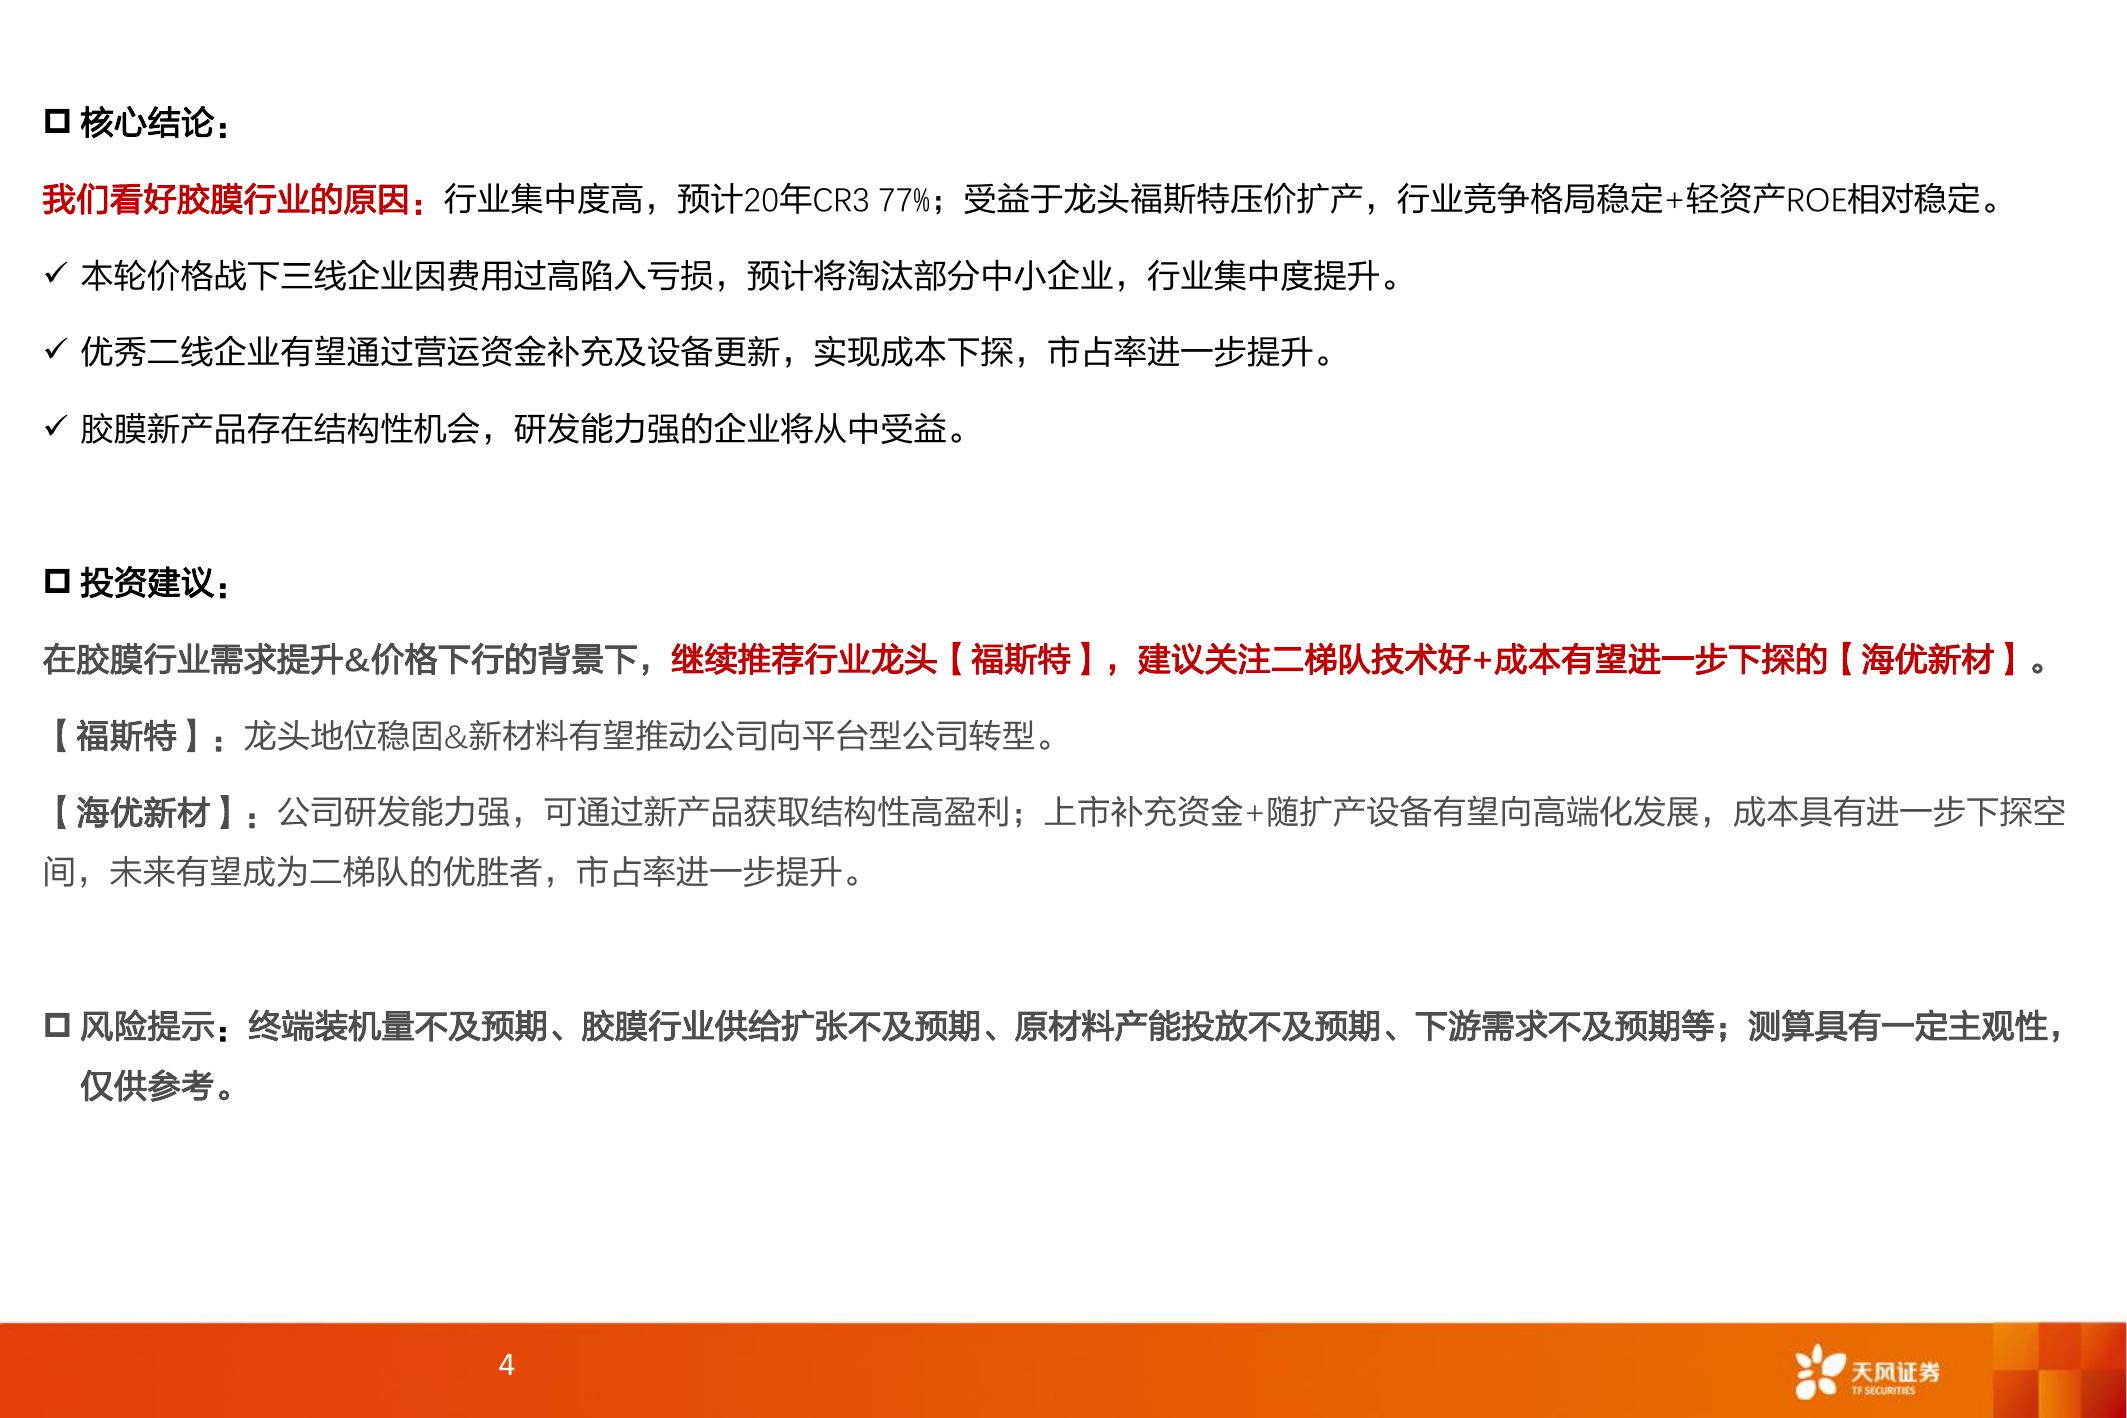 核心结论：
我们看好胶膜行业的原因：行业集中度高，预计20年CR3 77%；受益于龙头福斯特压价扩产，行业竞争格局稳定+轻资产ROE相对稳定。
✓ 本轮价格战下三线企业因费用过高陷入亏损，预计将淘汰部分中小企业，行业集中度提升。
✓ 优秀二线企业有望通过营运资金补充及设备更新，实现成本下探，市占率进一步提升。
✓ 胶膜新产品存在结构性机会，研发能力强的企业将从中受益。
投资建议：
在胶膜行业需求提升&价格下行的背景下，继续推荐行业龙头【福斯特】，建议关注二梯队技术好+成本有望进一步下探的【海优新材】。
【福斯特】：龙头地位稳固&新材料有望推动公司向平台型公司转型。
【海优新材】：公司研发能力强，可通过新产品获取结构性高盈利；上市补充资金+随扩产设备有望向高端化发展，成本具有进一步下探空
间，未来有望成为二梯队的优胜者，市占率进一步提升。
风险提示：终端装机量不及预期、胶膜行业供给扩张不及预期、原材料产能投放不及预期、下游需求不及预期等；测算具有一定主观性，
仅供参考。
4
天风证券
TF SECURITIES